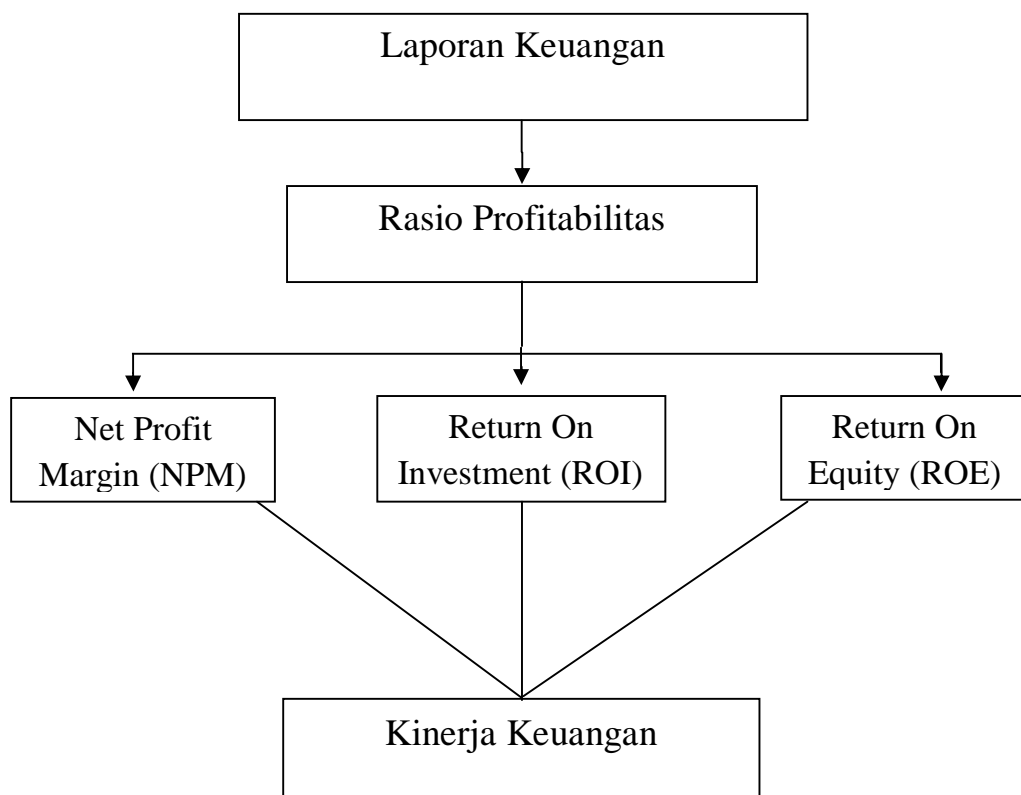 Laporan Keuangan
Rasio Profitabilitas
Net Profit
Margin (NPM)
Return On
Investment (ROI)
Return On
Equity (ROE)
Kinerja Keuangan